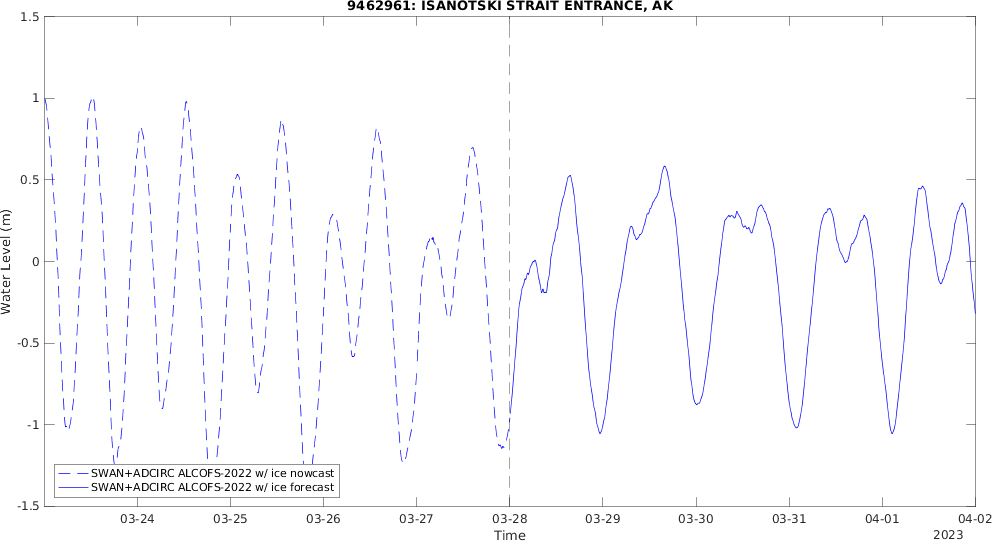 9462961: ISANOTSKI STRAIT ENTRANCE, AK
1.5
1
0.5
0
-0.5
-1
-1.5
Water Level (m)
SWAN+ADCIRC ALCOFS-2022 w/ ice nowcast
SWAN+ADCIRC ALCOFS-2022 w/ ice forecast
03-24 03-25 03-26 03-27 03-28 03-29 03-30 03-31 04-01 04-02
Time
2023